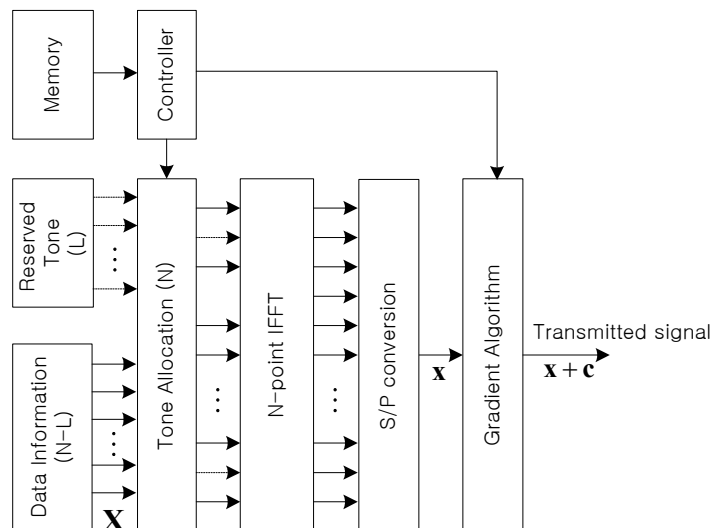 Memory
Controller
Reserved
Tone
(L)
Data Information
(N-L)
X
Tone Allocation (N)
N-point IFFT
S/P conversion
x
Gradient Algorithm
Transmitted signal
x + c